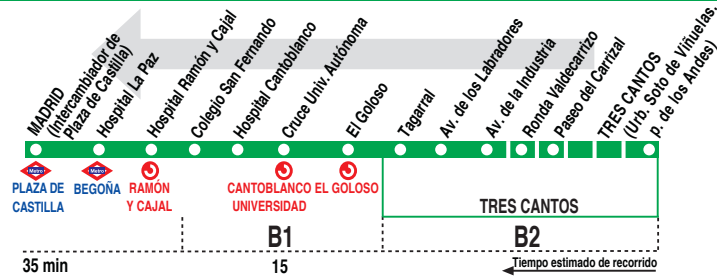 MADRID
(Intercambiador de
Plaza de Castilla)
Hospital La Paz
Hospital Ramón y Cajal
Colegio San Fernando
Hospital Cantoblanco
Cruce Univ. Autónoma
El Goloso
Tagarral
Av. de los Labradores
Av. de la Industria
Ronda Valdecarrizo
Paseo del Carrizal
TRES CANTOS
(Urb. Soto de Viñuelas.
p. de los Andes)
Metro
PLAZA DE
CASTILLA
Metro
BEGOÑA
RAMÓN
Y CAJAL
CANTOBLANCO
UNIVERSIDAD
EL GOLOSO
TRES CANTOS
B1
B2
35 min
15
Tiempo estimado de recorrido